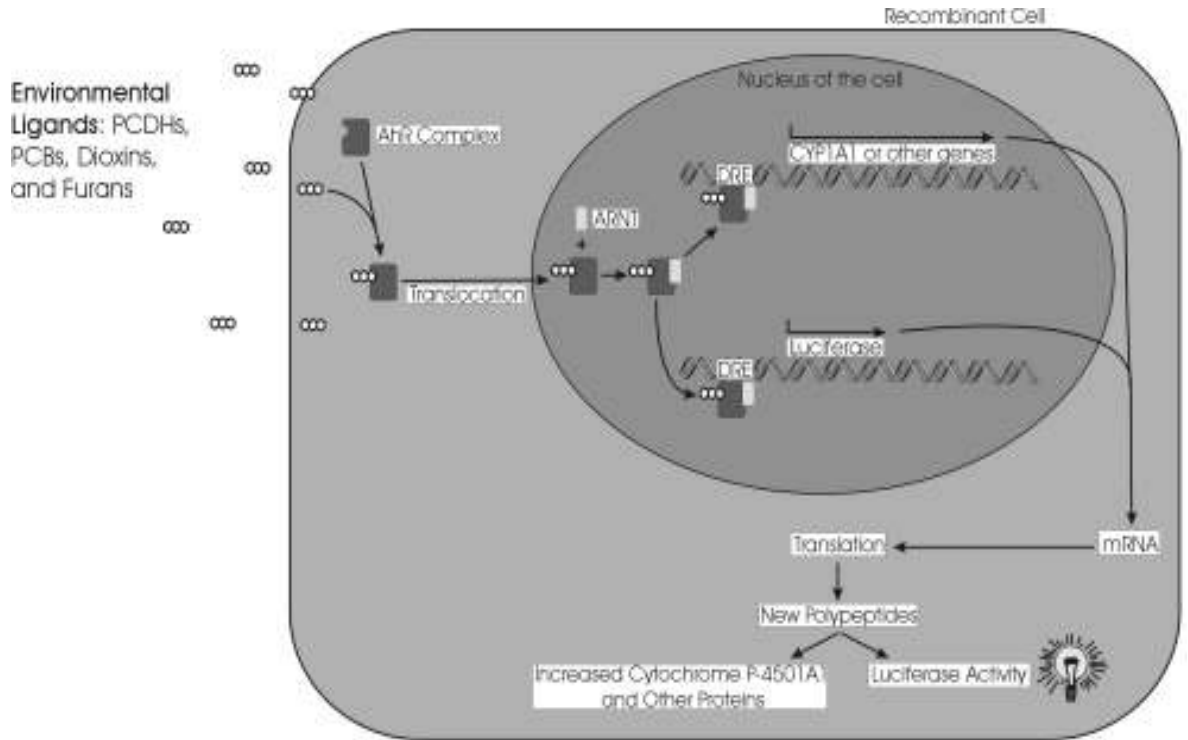 Recombinant Cell
Environmental
Ligands: PCDHs,
PCBs, Dioxins,
and Furans
AhR Complex
Nucleus of the cell
CYP1A1 or other genes
DRE
ARNT
Translocation
Luciferase
DRE
Translation
mRNA
New Polypeptides
Increased Cytochrome P-4501A1
and Other Proteins
Luciferase Activity